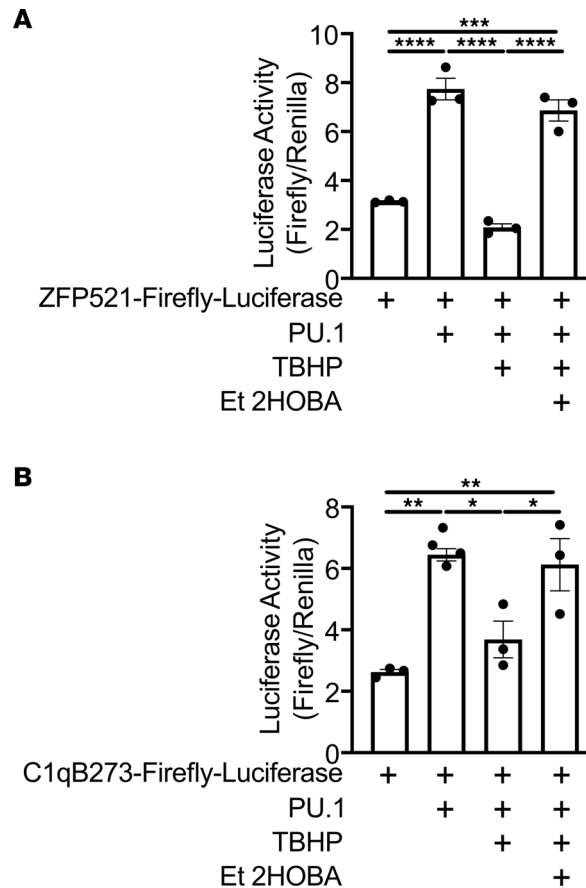 A
***
**** **** ****
10
8
6
4
2
0
Luciferase Activity
(Firefly/Renilla)
ZFP521-Firefly-Luciferase + + + +
PU.1 + + +
TBHP + +
Et 2HOBA +
B
**
** * *
8
6
4
2
0
Luciferase Activity
(Firefly/Renilla)
C1qB273-Firefly-Luciferase + + + +
PU.1 + + +
TBHP + +
Et 2HOBA +